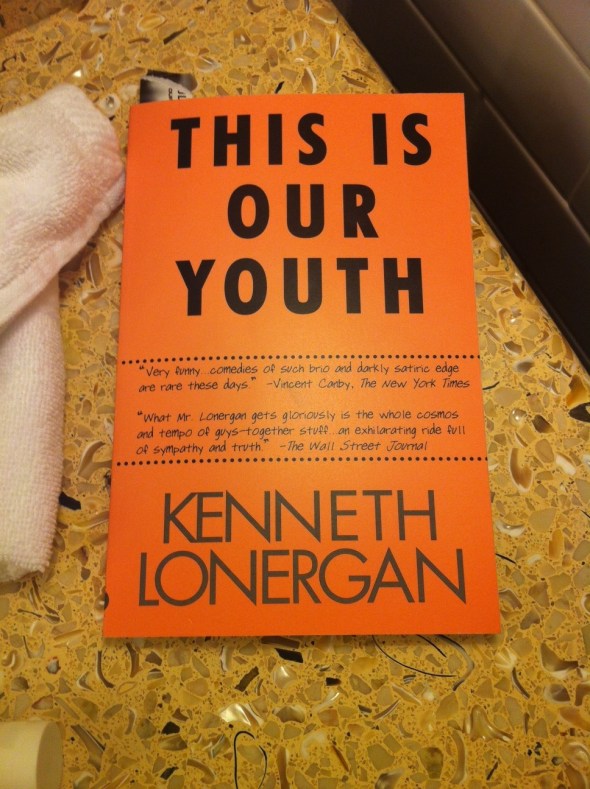 THIS IS
OUR
YOUTH
"Very funny...comedies of such brio and darkly satiric edge
are rare these days." -Vincent Canby, The New York Times
"What Mr. Lonergan gets gloriously is the whole cosmos
and tempo of guys-together stuff...an exhilarating ride full
of sympathy and truth." -The Wall Street Journal
KENNETH
LONERGAN